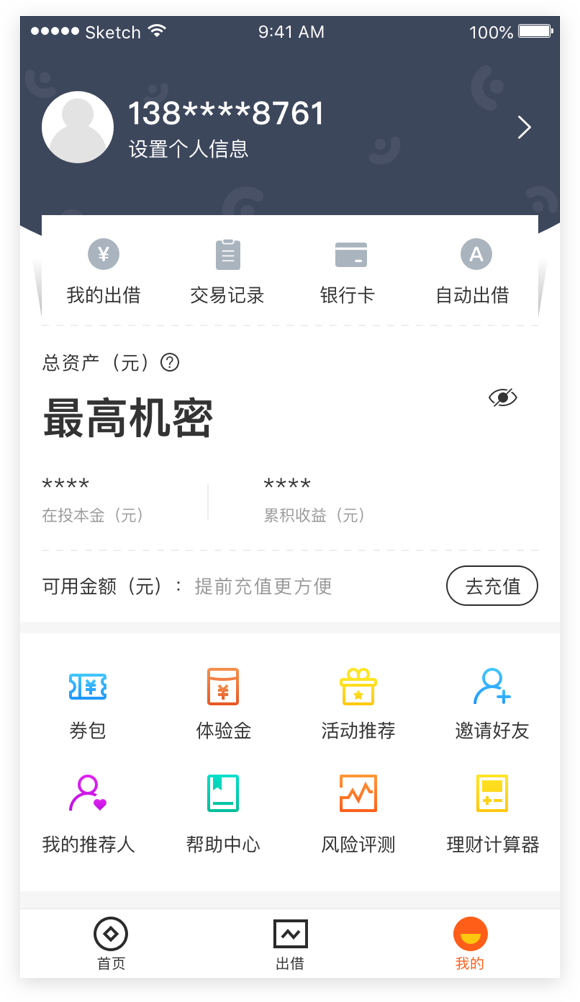 Sketch 9:41 AM 100%
138****8761
设置个人信息
¥ A
我的出借 交易记录 银行卡 自动出借
总资产（元）?
最高机密
**** ****
在投本金（元） 累积收益（元）
可用金额（元）： 提前充值更方便 去充值
¥ ¥
券包 体验金 活动推荐 邀请好友
我的推荐人 帮助中心 风险评测 理财计算器
首页 出借 我的